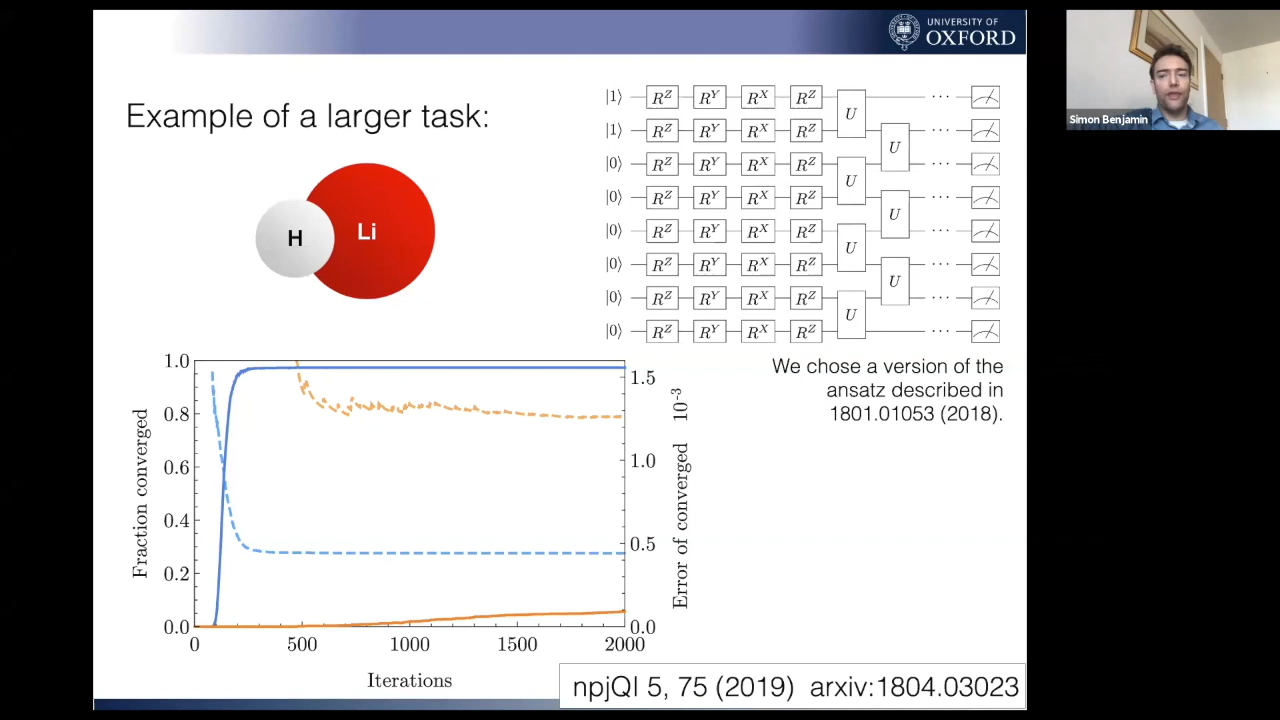 UNIVERSITY OF
OXFORD
Simon Benjamin
Example of a larger task:
H
Li
|1⟩ R^Z R^Y R^X R^Z ···
U
|1⟩ R^Z R^Y R^X R^Z ···
U
|0⟩ R^Z R^Y R^X R^Z ···
U
|0⟩ R^Z R^Y R^X R^Z ···
U
|0⟩ R^Z R^Y R^X R^Z ···
U
|0⟩ R^Z R^Y R^X R^Z ···
U
|0⟩ R^Z R^Y R^X R^Z ···
U
|0⟩ R^Z R^Y R^X R^Z ···
We chose a version of the
ansatz described in
1801.01053 (2018).
Fraction converged
1.0
0.8
0.6
0.4
0.2
0.0
0 500 1000 1500 2000
Iterations
1.5
1.0
0.5
0.0
Error of converged 10⁻³
npjQI 5, 75 (2019) arxiv:1804.03023